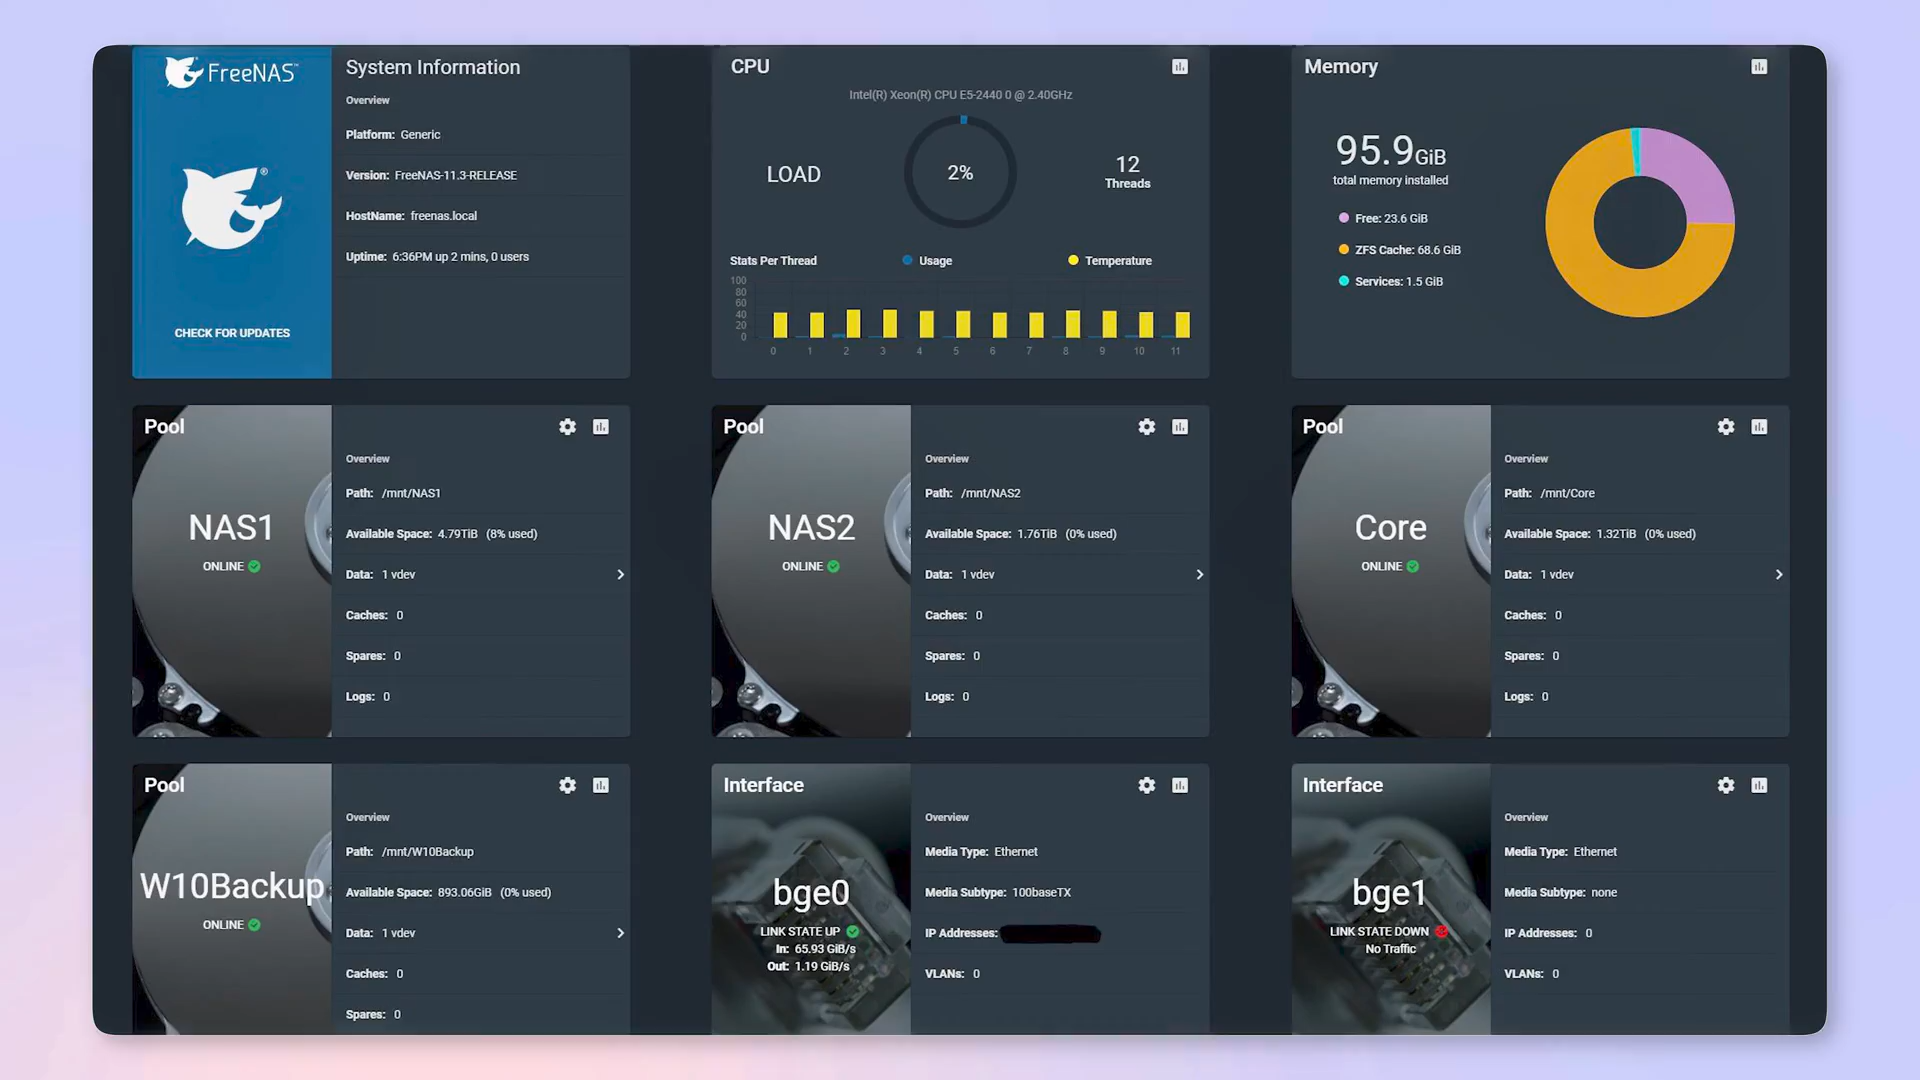 FreeNAS™
CHECK FOR UPDATES
System Information
Overview
Platform: Generic
Version: FreeNAS-11.3-RELEASE
HostName: freenas.local
Uptime: 6:36PM up 2 mins, 0 users
CPU
Intel(R) Xeon(R) CPU E5-2440 0 @ 2.40GHz
LOAD
2%
12
Threads
Stats Per Thread
Usage
Temperature
100
80
60
40
20
0
0 1 2 3 4 5 6 7 8 9 10 11
Memory
95.9GiB
total memory installed
Free: 23.6 GiB
ZFS Cache: 68.6 GiB
Services: 1.5 GiB
Pool
NAS1
ONLINE
Overview
Path: /mnt/NAS1
Available Space: 4.79TiB (8% used)
Data: 1 vdev
Caches: 0
Spares: 0
Logs: 0
Pool
NAS2
ONLINE
Overview
Path: /mnt/NAS2
Available Space: 1.76TiB (0% used)
Data: 1 vdev
Caches: 0
Spares: 0
Logs: 0
Pool
Core
ONLINE
Overview
Path: /mnt/Core
Available Space: 1.32TiB (0% used)
Data: 1 vdev
Caches: 0
Spares: 0
Logs: 0
Pool
W10Backup
ONLINE
Overview
Path: /mnt/W10Backup
Available Space: 893.06GiB (0% used)
Data: 1 vdev
Caches: 0
Spares: 0
Interface
bge0
LINK STATE UP
In: 65.93 GiB/s
Out: 1.19 GiB/s
Overview
Media Type: Ethernet
Media Subtype: 100baseTX
IP Addresses:
VLANs: 0
Interface
bge1
LINK STATE DOWN
No Traffic
Overview
Media Type: Ethernet
Media Subtype: none
IP Addresses: 0
VLANs: 0